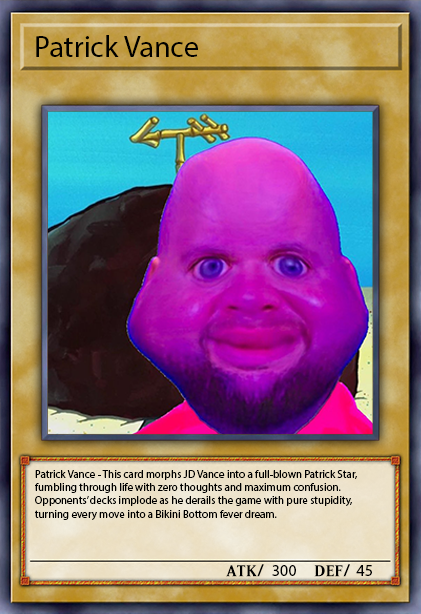 Patrick Vance
Patrick Vance - This card morphs JD Vance into a full-blown Patrick Star,
fumbling through life with zero thoughts and maximum confusion.
Opponents' decks implode as he derails the game with pure stupidity,
turning every move into a Bikini Bottom fever dream.
ATK/ 300 DEF/ 45